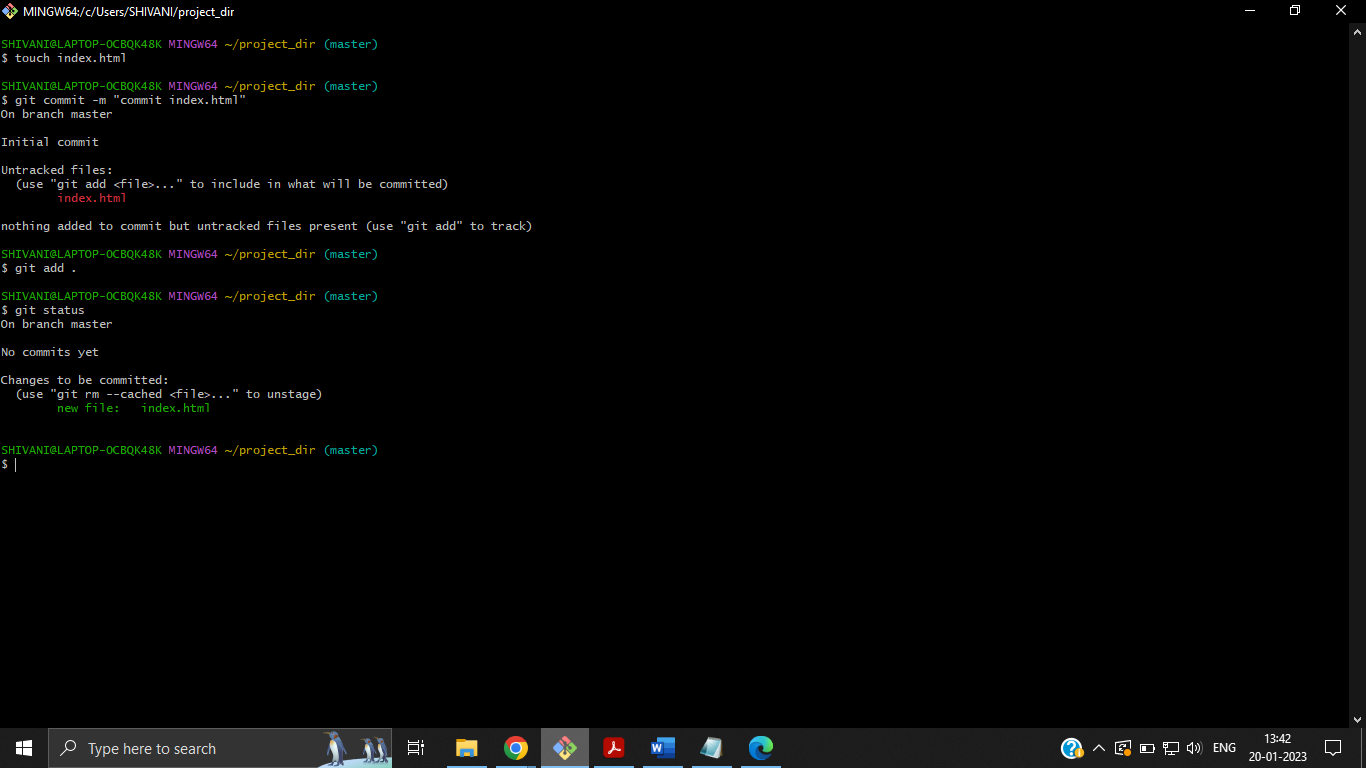 MINGW64:/c/Users/SHIVANI/project_dir
SHIVANI@LAPTOP-OCBQK48K MINGW64 ~/project_dir (master)
$ touch index.html
SHIVANI@LAPTOP-OCBQK48K MINGW64 ~/project_dir (master)
$ git commit -m "commit index.html"
On branch master
Initial commit
Untracked files:
  (use "git add <file>..." to include in what will be committed)
        index.html
nothing added to commit but untracked files present (use "git add" to track)
SHIVANI@LAPTOP-OCBQK48K MINGW64 ~/project_dir (master)
$ git add .
SHIVANI@LAPTOP-OCBQK48K MINGW64 ~/project_dir (master)
$ git status
On branch master
No commits yet
Changes to be committed:
  (use "git rm --cached <file>..." to unstage)
        new file:   index.html
SHIVANI@LAPTOP-OCBQK48K MINGW64 ~/project_dir (master)
$
Type here to search
ENG
13:42
20-01-2023